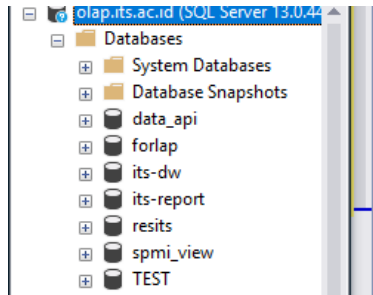 olap.its.ac.id (SQL Server 13.0.44
Databases
System Databases
Database Snapshots
data_api
forlap
its-dw
its-report
resits
spmi_view
TEST